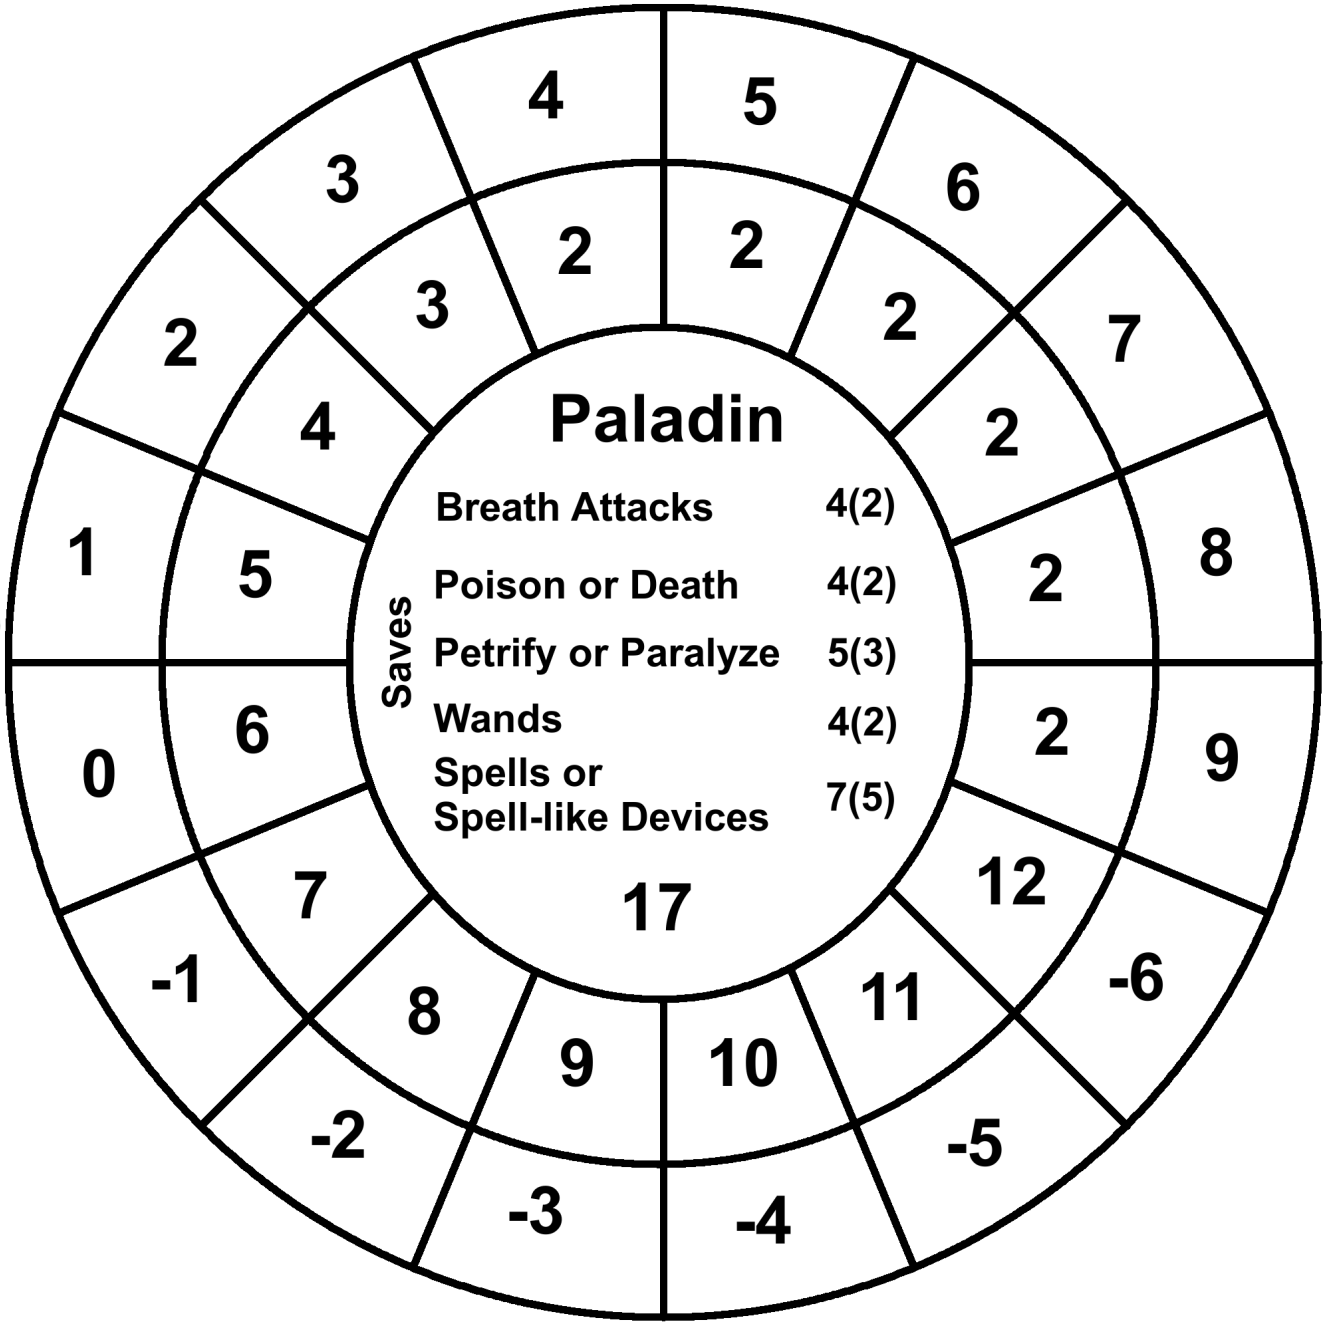 4 5
3 6
2 7
1 8
0 9
-1 -6
-2 -5
-3 -4
2 2
3 2
4 2
5 2
6 2
7 12
8 11
9 10
Paladin
Saves
Breath Attacks 4(2)
Poison or Death 4(2)
Petrify or Paralyze 5(3)
Wands 4(2)
Spells or
Spell-like Devices 7(5)
17